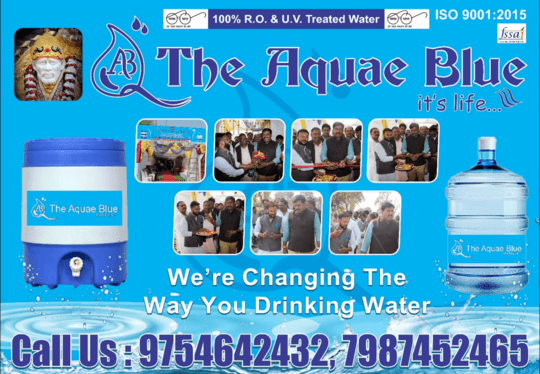 100% R.O. & U.V. Treated Water
ISO 9001:2015
fssai
AB
The Aquae Blue
it's life...
The Aquae Blue
The Aquae Blue
We're Changing The
Way You Drinking Water
Call Us : 9754642432, 7987452465